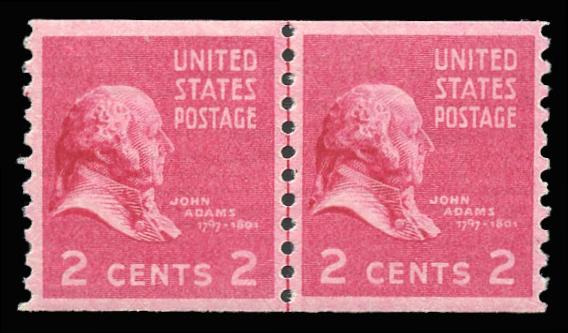 UNITED
STATES
POSTAGE
JOHN
ADAMS
1797-1801
2 CENTS 2
UNITED
STATES
POSTAGE
JOHN
ADAMS
1797-1801
2 CENTS 2